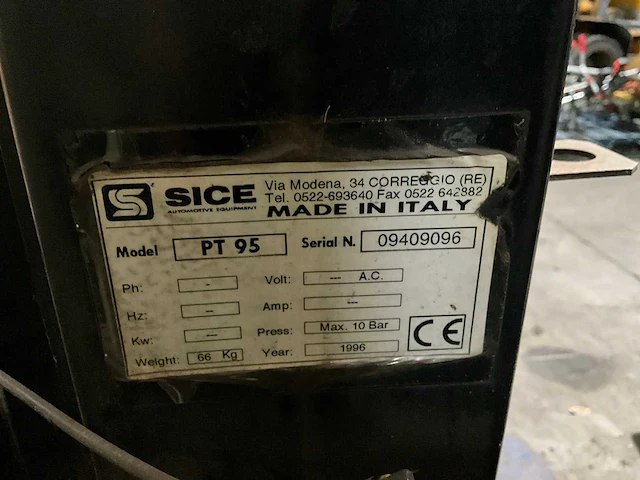 S SICE
AUTOMOTIVE EQUIPMENT
Via Modena, 34 CORREGGIO (RE)
Tel. 0522-693640 Fax 0522 642882
MADE IN ITALY
Model PT 95 Serial N. 09409096
Ph: - Volt: --- A.C.
Hz: - Amp: ---
Kw: --- Press: Max. 10 Bar
Weight: 66 Kg Year: 1996
CE